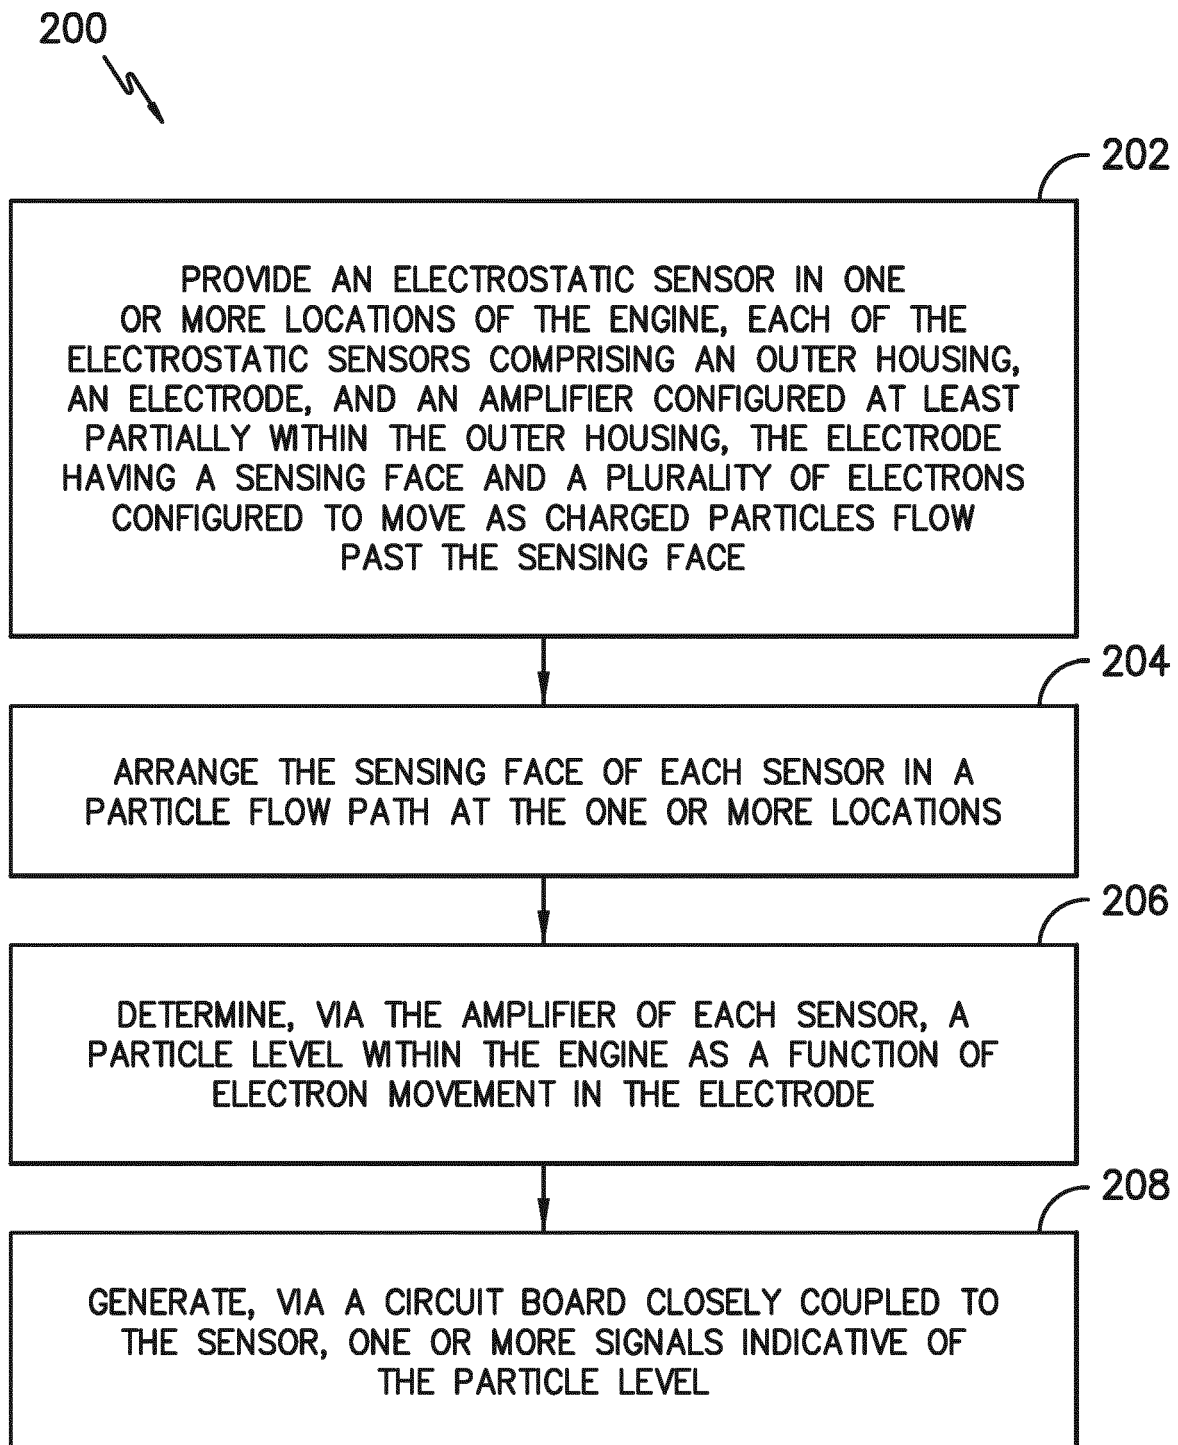 200
202
PROVIDE AN ELECTROSTATIC SENSOR IN ONE
OR MORE LOCATIONS OF THE ENGINE, EACH OF THE
ELECTROSTATIC SENSORS COMPRISING AN OUTER HOUSING,
AN ELECTRODE, AND AN AMPLIFIER CONFIGURED AT LEAST
PARTIALLY WITHIN THE OUTER HOUSING, THE ELECTRODE
HAVING A SENSING FACE AND A PLURALITY OF ELECTRONS
CONFIGURED TO MOVE AS CHARGED PARTICLES FLOW
PAST THE SENSING FACE
204
ARRANGE THE SENSING FACE OF EACH SENSOR IN A
PARTICLE FLOW PATH AT THE ONE OR MORE LOCATIONS
206
DETERMINE, VIA THE AMPLIFIER OF EACH SENSOR, A
PARTICLE LEVEL WITHIN THE ENGINE AS A FUNCTION OF
ELECTRON MOVEMENT IN THE ELECTRODE
208
GENERATE, VIA A CIRCUIT BOARD CLOSELY COUPLED TO
THE SENSOR, ONE OR MORE SIGNALS INDICATIVE OF
THE PARTICLE LEVEL